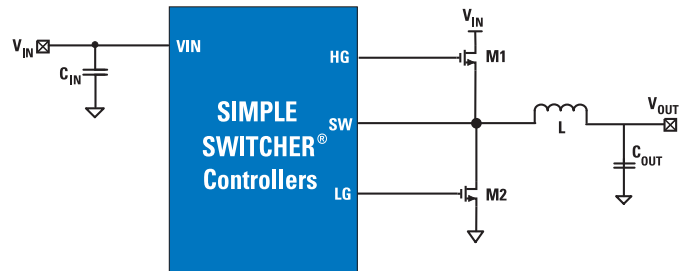 VIN
VIN
CIN
SIMPLE
SWITCHER®
Controllers
HG
SW
LG
VIN
M1
M2
L
VOUT
COUT